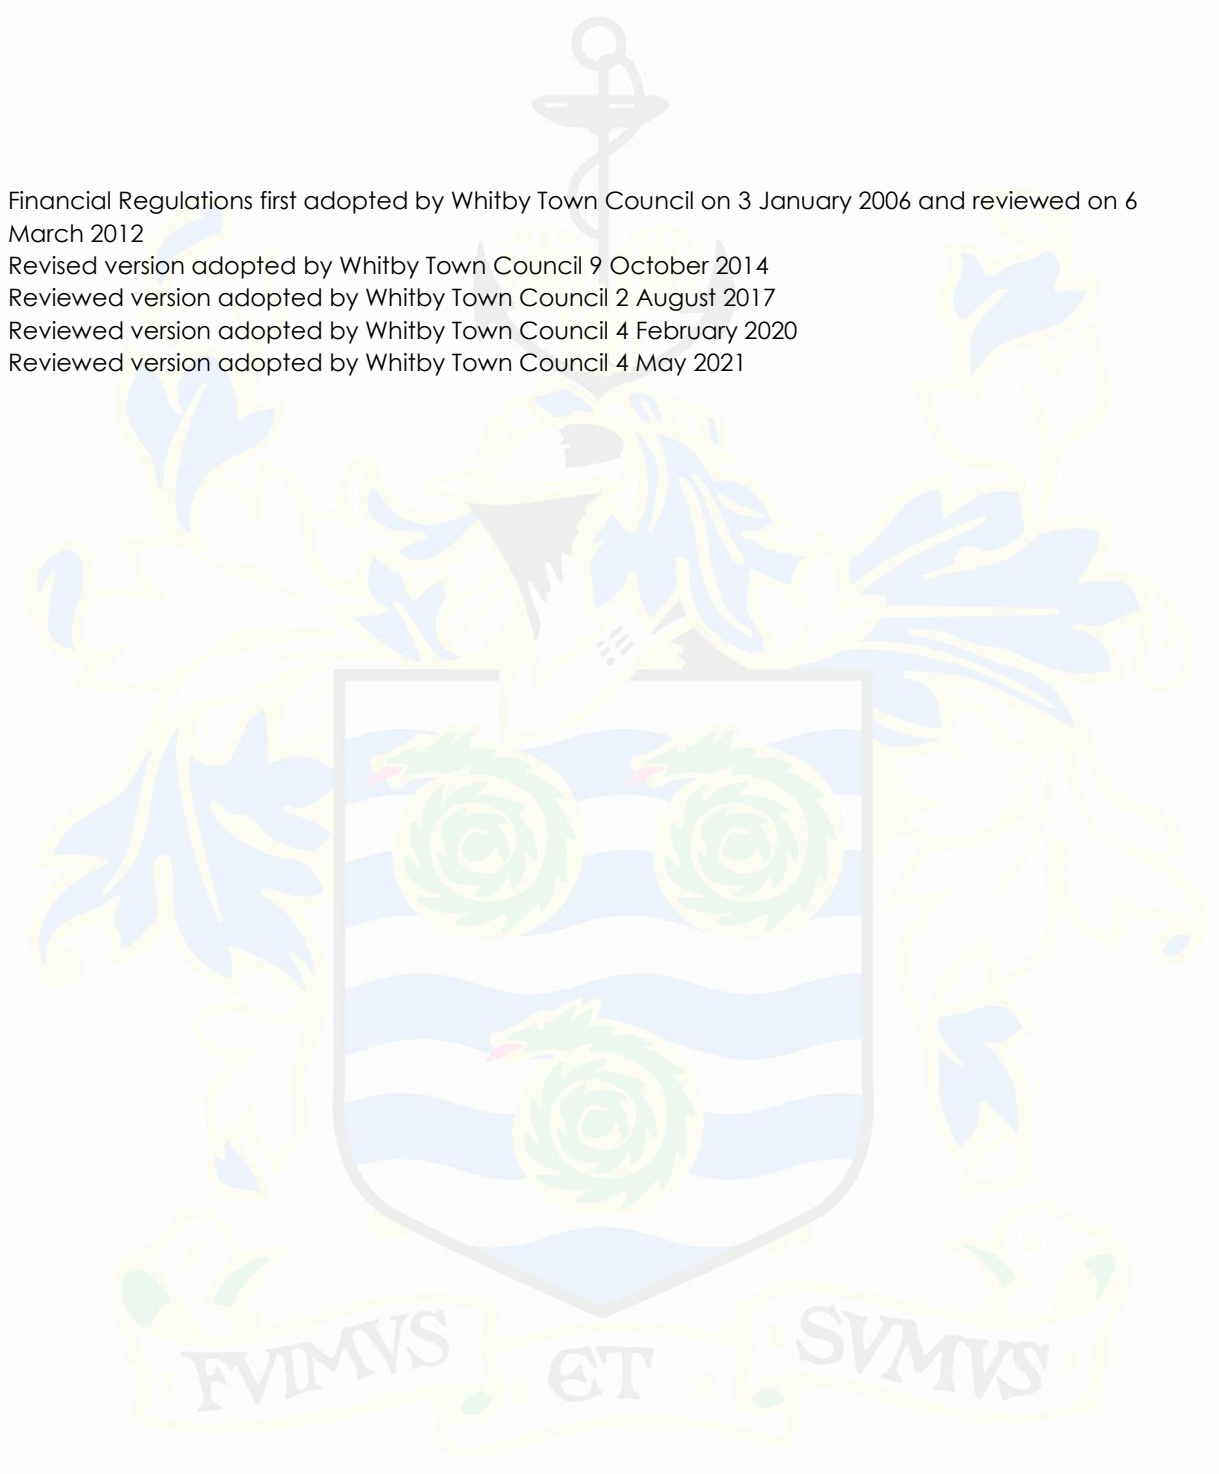 Financial Regulations first adopted by Whitby Town Council on 3 January 2006 and reviewed on 6
March 2012
Revised version adopted by Whitby Town Council 9 October 2014
Reviewed version adopted by Whitby Town Council 2 August 2017
Reviewed version adopted by Whitby Town Council 4 February 2020
Reviewed version adopted by Whitby Town Council 4 May 2021
FVIMVS ET SVMVS